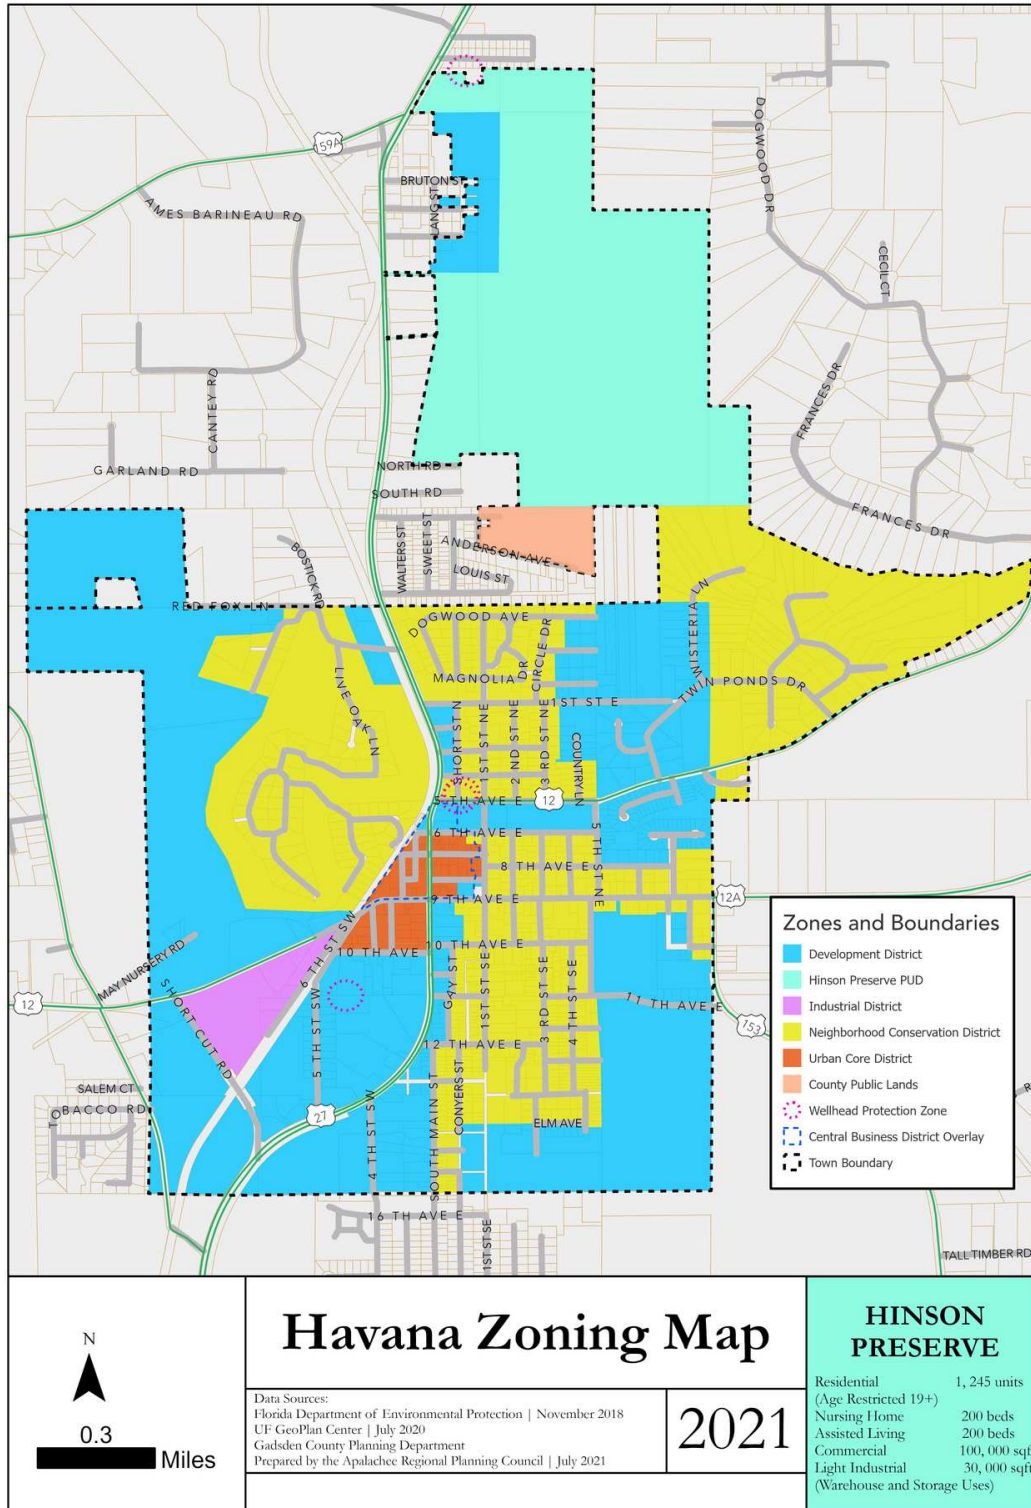 159A
BRUTON ST
LANG ST
AMES BARINEAU RD
DOGWOOD DR
CECIL CT
CANTEY RD
FRANCES DR
GARLAND RD
NORTH RD
SOUTH RD
FRANCES DR
WALTERS ST
SWEET ST
ANDERSON AVE
LOUIS ST
BOSTICK RD
RED FOX LN
DOGWOOD AVE
WISTERIA LN
LINE OAK LN
MAGNOLIA DR
CIRCLE DR
TWIN PONDS DR
1ST ST E
SHORT ST N
1ST ST NE
2 ND ST NE
3 RD ST NE
COUNTRY LN
5 TH AVE E
12
6 TH AVE E
5 TH ST NE
8 TH AVE E
9 TH AVE E
12A
6 TH ST SW
10 TH AVE
10 TH AVE E
MAY NURSERY RD
12
SHORT CUT RD
GAY ST
1ST ST SE
3 RD ST SE
4 TH ST SE
11 TH AVE E
153
5 TH ST SW
12 TH AVE E
SALEM CT
TOBACCO RD
27
4 TH ST SW
SOUTH MAIN ST
CONYERS ST
ELM AVE
16 TH AVE E
1ST ST SE
R
TALL TIMBER RD
Zones and Boundaries
Development District
Hinson Preserve PUD
Industrial District
Neighborhood Conservation District
Urban Core District
County Public Lands
Wellhead Protection Zone
Central Business District Overlay
Town Boundary
N
0.3
Miles
Havana Zoning Map
Data Sources:
Florida Department of Environmental Protection | November 2018
UF GeoPlan Center | July 2020
Gadsden County Planning Department
Prepared by the Apalachee Regional Planning Council | July 2021
2021
HINSON
PRESERVE
Residential 1, 245 units
(Age Restricted 19+)
Nursing Home 200 beds
Assisted Living 200 beds
Commercial 100, 000 sqft
Light Industrial 30, 000 sqft
(Warehouse and Storage Uses)